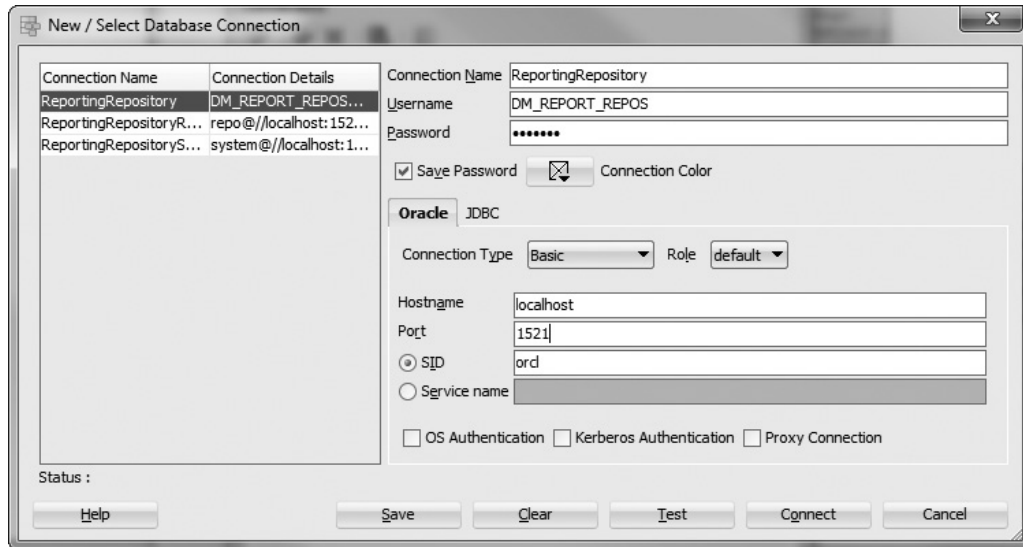 New / Select Database Connection
Connection Name Connection Details
ReportingRepository DM_REPORT_REPOS...
ReportingRepositoryR... repo@//localhost:152...
ReportingRepositoryS... system@//localhost:1...
Connection Name ReportingRepository
Username DM_REPORT_REPOS
Password •••••••
Save Password Connection Color
Oracle JDBC
Connection Type Basic Role default
Hostname localhost
Port 1521
SID orcl
Service name
OS Authentication Kerberos Authentication Proxy Connection
Status :
Help Save Clear Test Connect Cancel